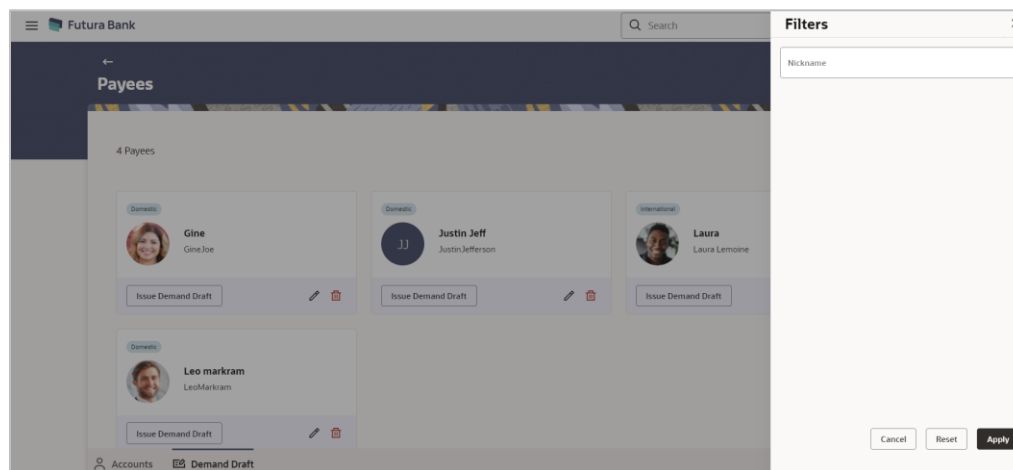 Futura Bank
Search
Filters
Nickname
Payees
4 Payees
Domestic
Gine
GineJoe
Issue Demand Draft
Domestic
JJ
Justin Jeff
JustinJefferson
Issue Demand Draft
International
Laura
Laura Lemoine
Issue Demand Draft
Domestic
Leo markram
LeoMarkram
Issue Demand Draft
Cancel
Reset
Apply
Accounts
Demand Draft